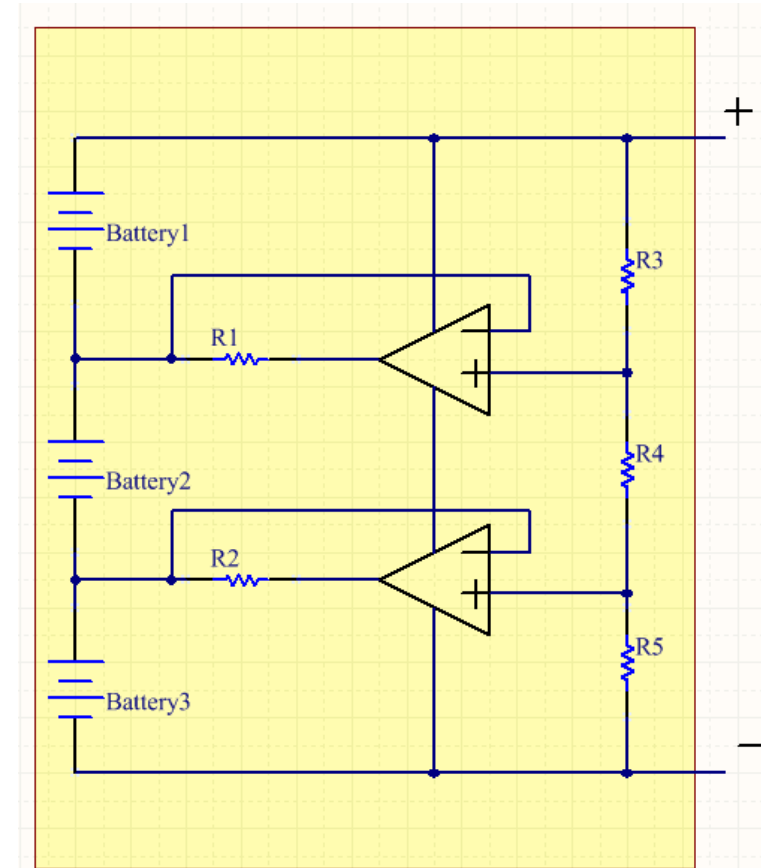 +
Battery1
R3
R1
−
+
R4
Battery2
R2
−
+
R5
Battery3
−